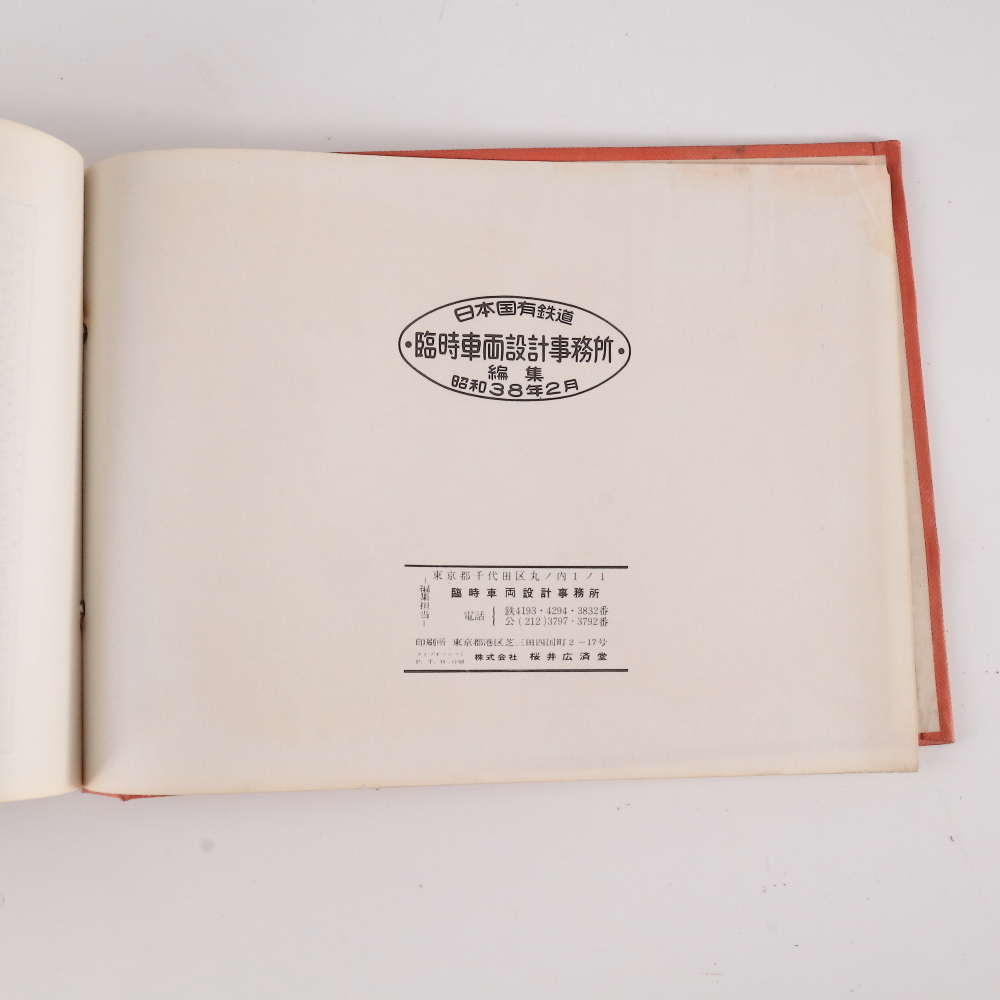 日本国有鉄道
・臨時車両設計事務所・
編集
昭和38年2月
東京都千代田区丸ノ内1ノ1
−編集担当−
臨時車両設計事務所
電話 鉄4193・4294・3832番
公(212)3797・3792番
印刷所 東京都港区芝三田四国町2−17号
株式会社 桜井広済堂